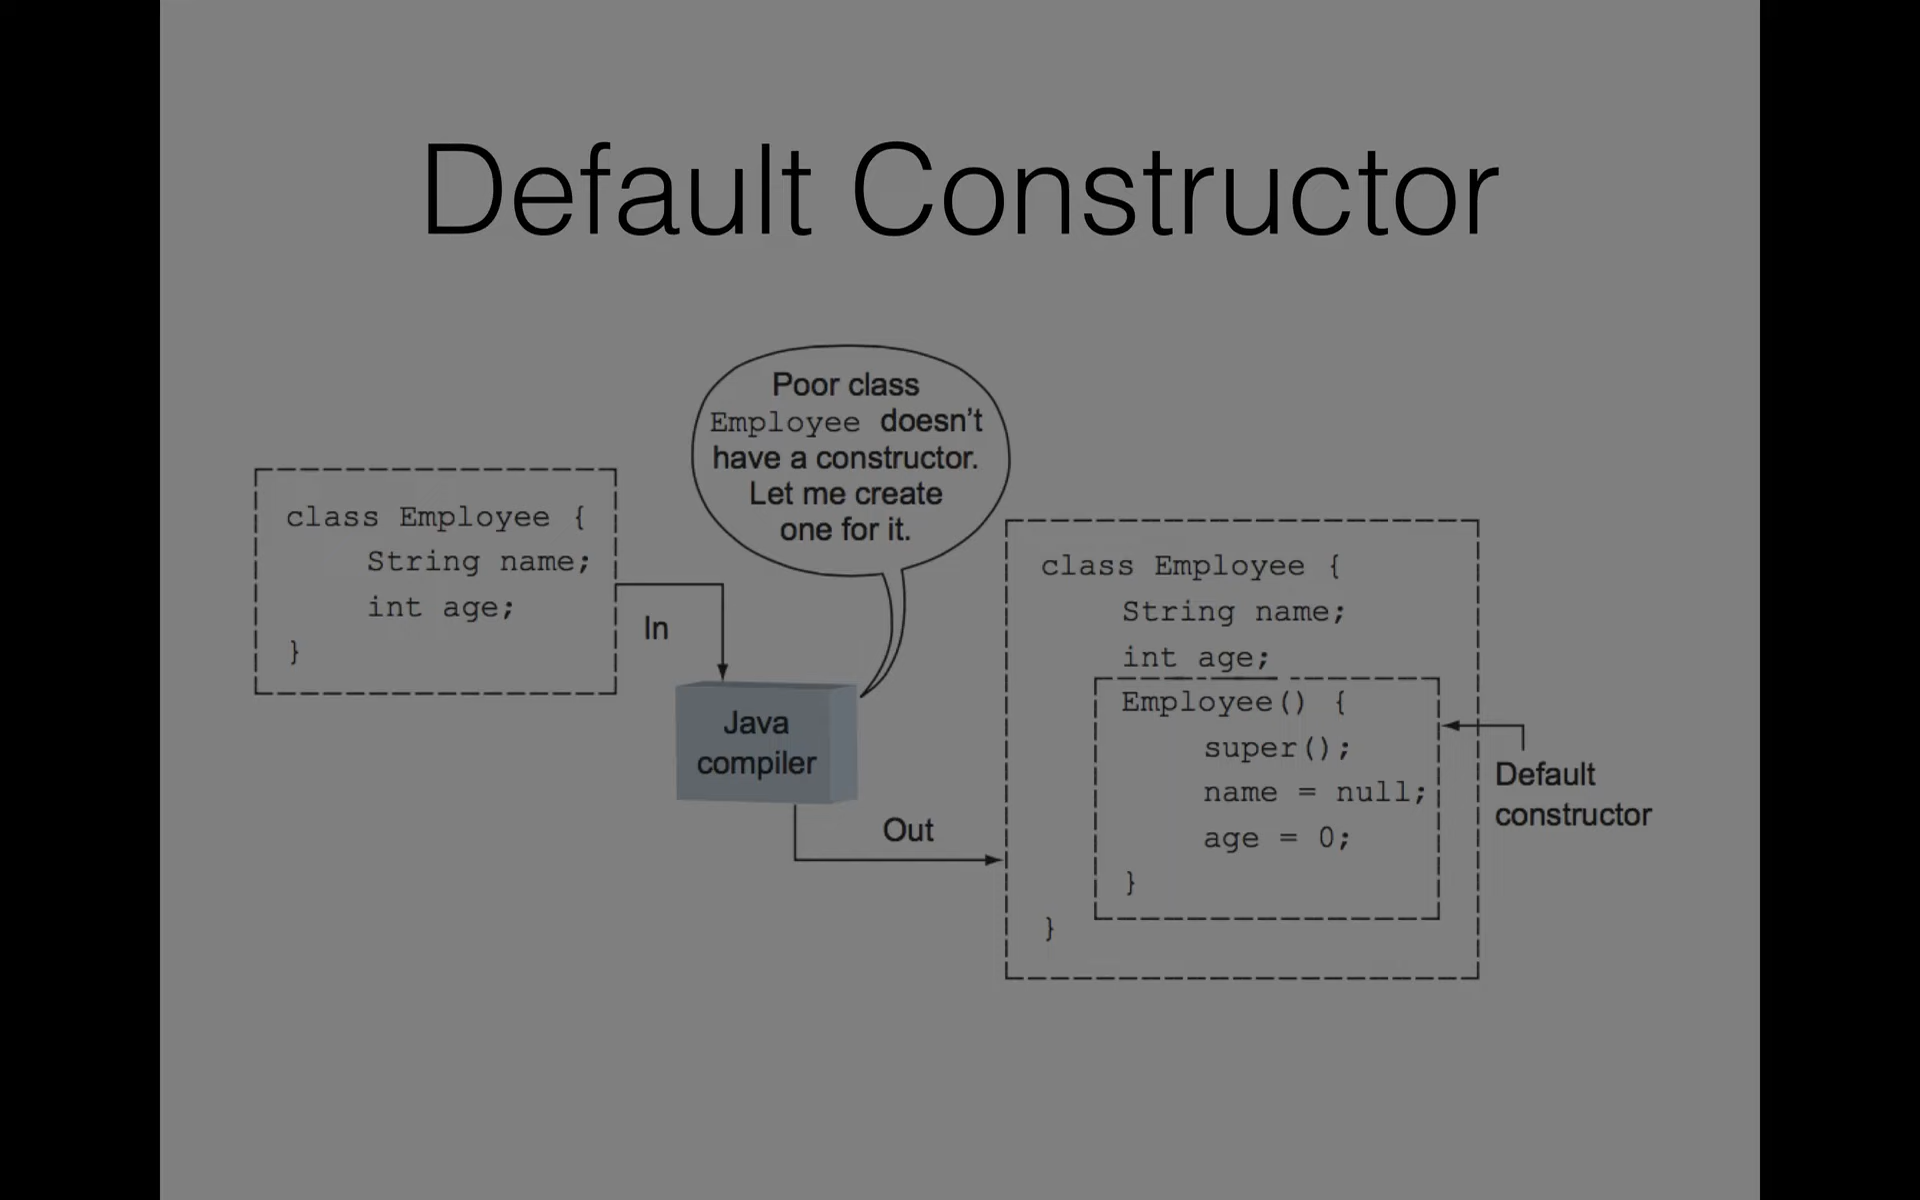 Default Constructor
Poor class
Employee doesn't
have a constructor.
Let me create
one for it.
class Employee {
String name;
int age;
}
In
Java
compiler
Out
class Employee {
String name;
int age;
Employee() {
super();
name = null;
age = 0;
}
}
Default
constructor